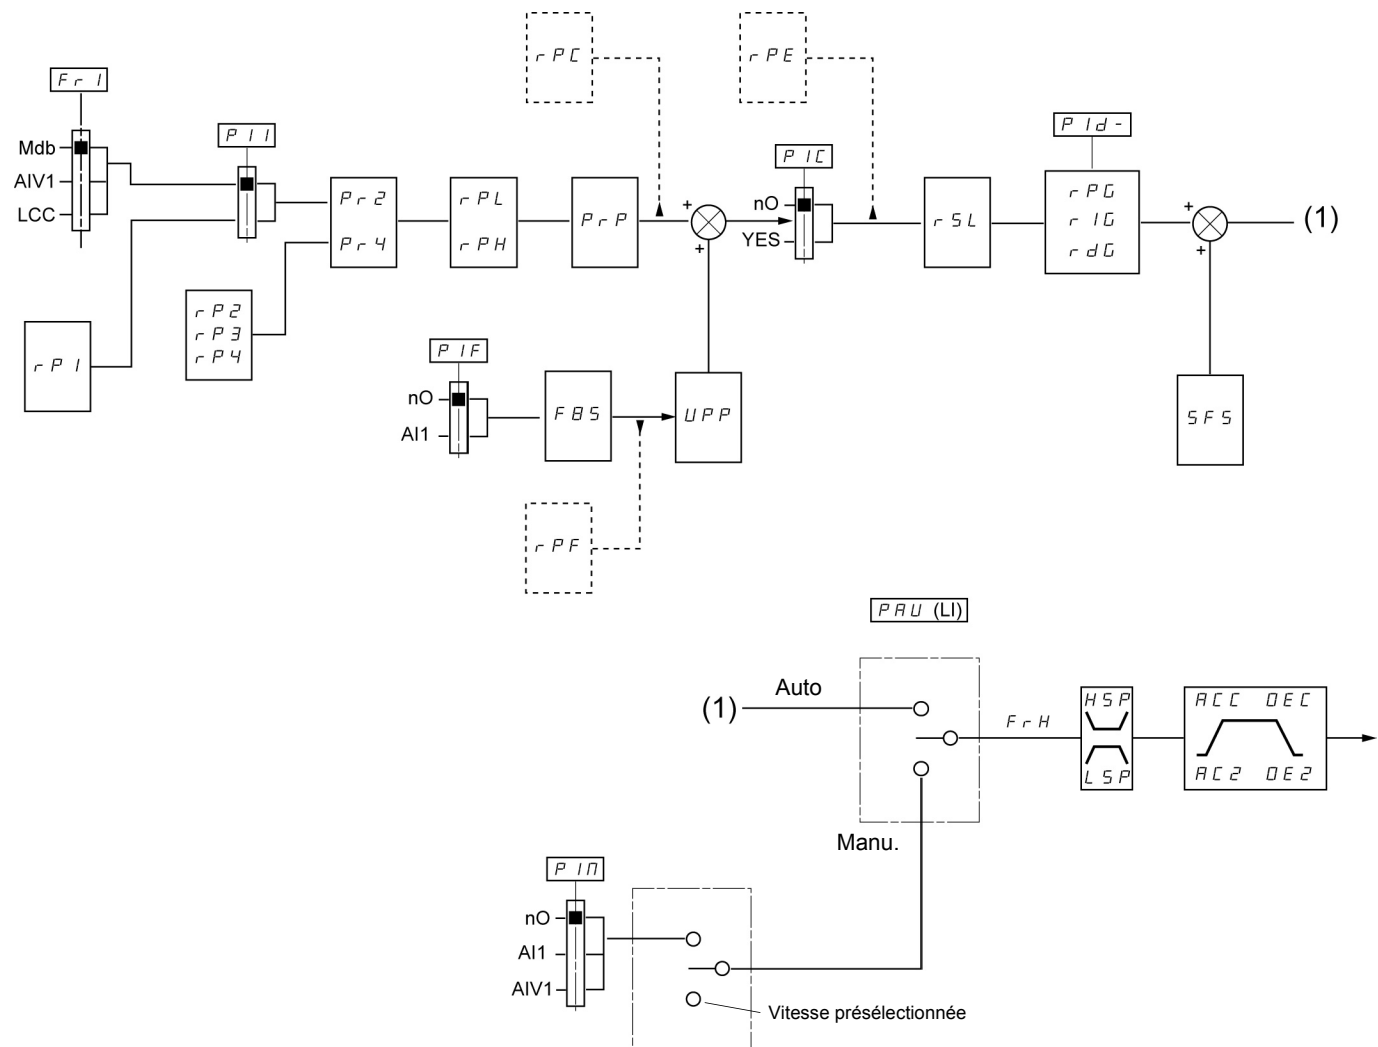 rPC
rPE
Fr1
PII
PId-
PIC
Mdb
AIV1
LCC
nO
YES
Pr2
Pr4
rPL
rPH
PrP
+
+
rSL
rPG
rIG
rdG
+
+
(1)
rP2
rP3
rP4
rP1
PIF
nO
AI1
FBS
UPP
SFS
rPF
PAU (LI)
Auto
(1)
FrH
HSP
LSP
ACC DEC
AC2 DE2
Manu.
PIM
nO
AI1
AIV1
Vitesse présélectionnée